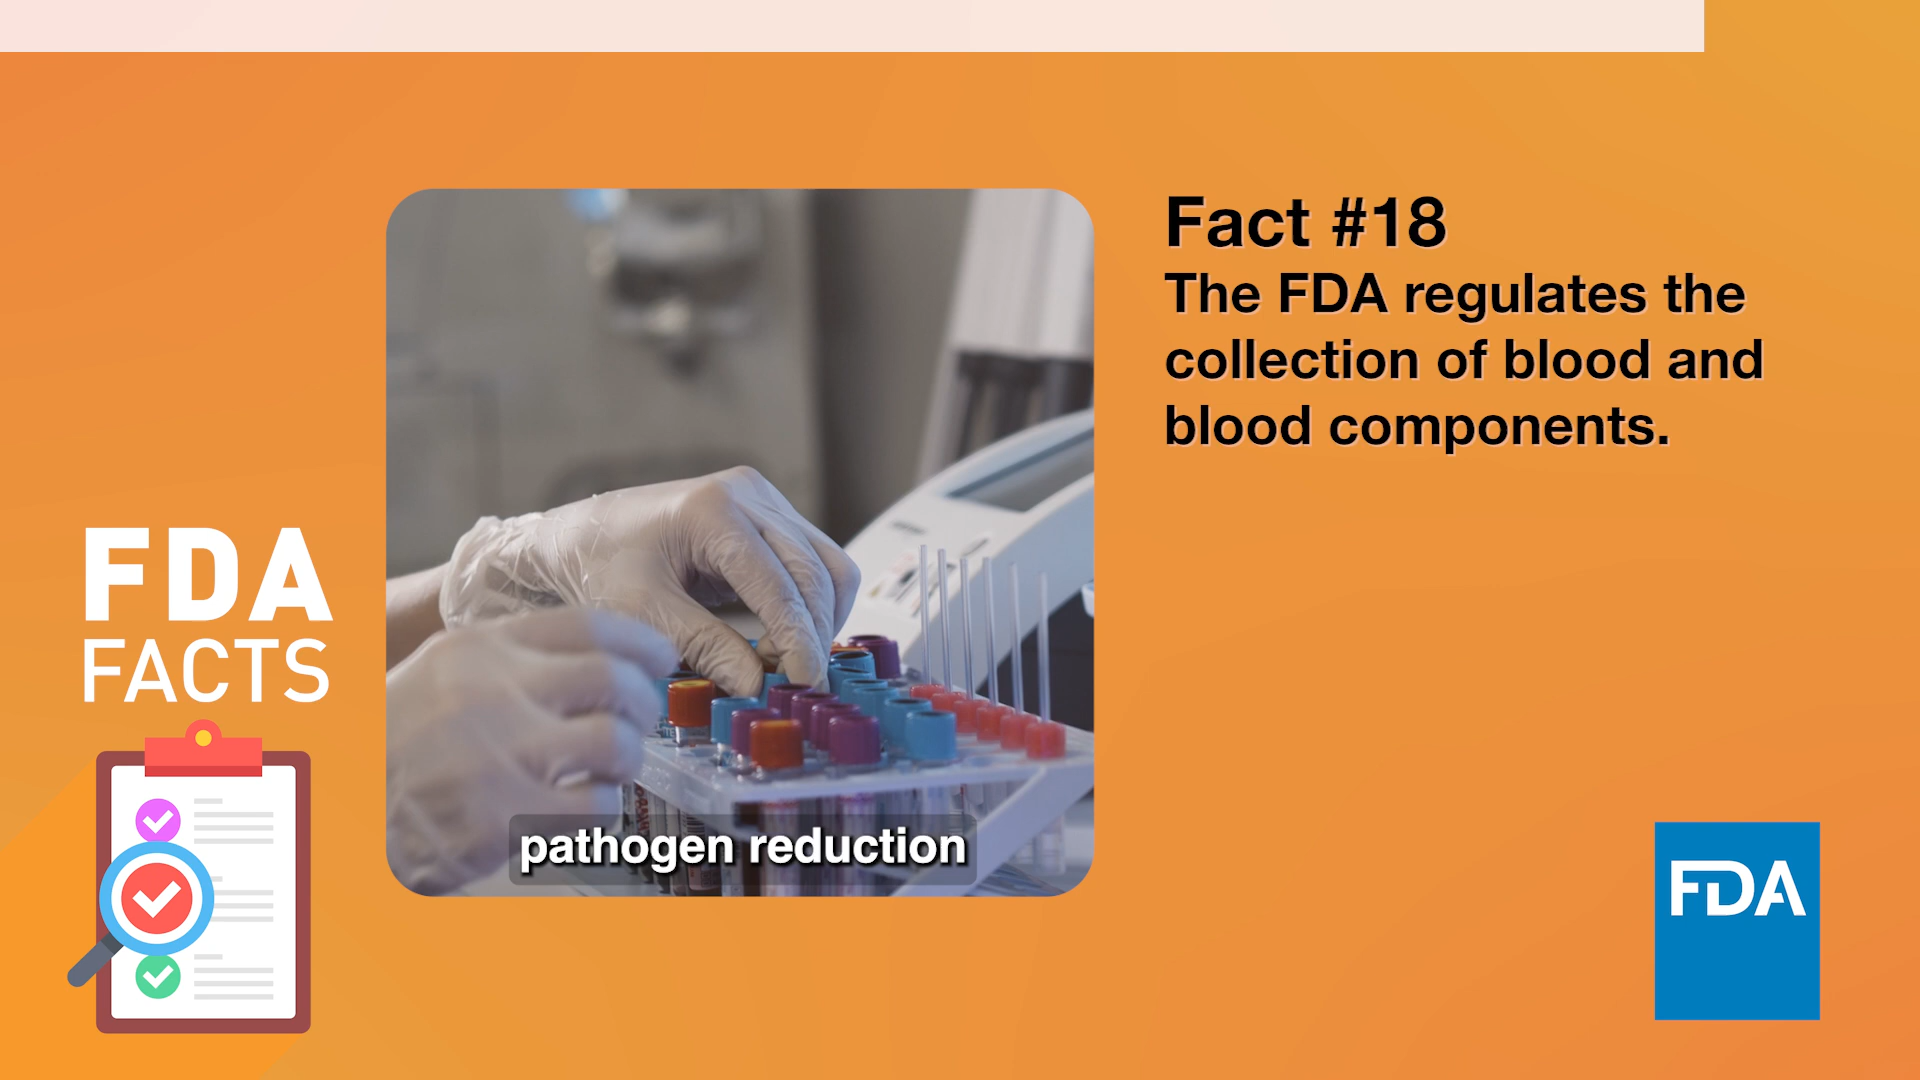 Fact #18
The FDA regulates the
collection of blood and
blood components.
FDA
FACTS
pathogen reduction
FDA